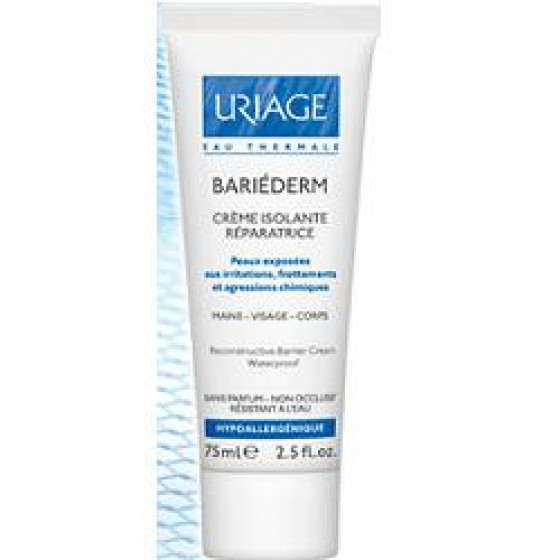 URIAGE
EAU THERMALE
BARIÉDERM
CRÈME ISOLANTE
RÉPARATRICE
Peaux exposées
aux irritations, frottements
et agressions chimiques
MAINS – VISAGE – CORPS
Reconstructive Barrier Cream
Waterproof
SANS PARFUM – NON OCCLUSIF
RÉSISTANT À L'EAU
HYPOALLERGÉNIQUE
75ml e 2.5 fl.oz.